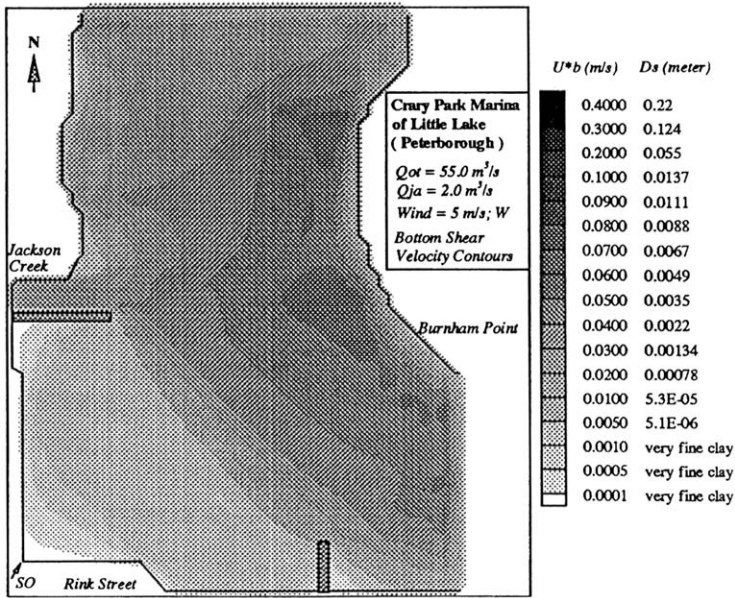 N
Crary Park Marina
of Little Lake
( Peterborough )
Qot = 55.0 m³/s
Qja = 2.0 m³/s
Wind = 5 m/s; W
Bottom Shear
Velocity Contours
Jackson
Creek
Burnham Point
SO
Rink Street
U*b (m/s) Ds (meter)
0.4000 0.22
0.3000 0.124
0.2000 0.055
0.1000 0.0137
0.0900 0.0111
0.0800 0.0088
0.0700 0.0067
0.0600 0.0049
0.0500 0.0035
0.0400 0.0022
0.0300 0.00134
0.0200 0.00078
0.0100 5.3E-05
0.0050 5.1E-06
0.0010 very fine clay
0.0005 very fine clay
0.0001 very fine clay